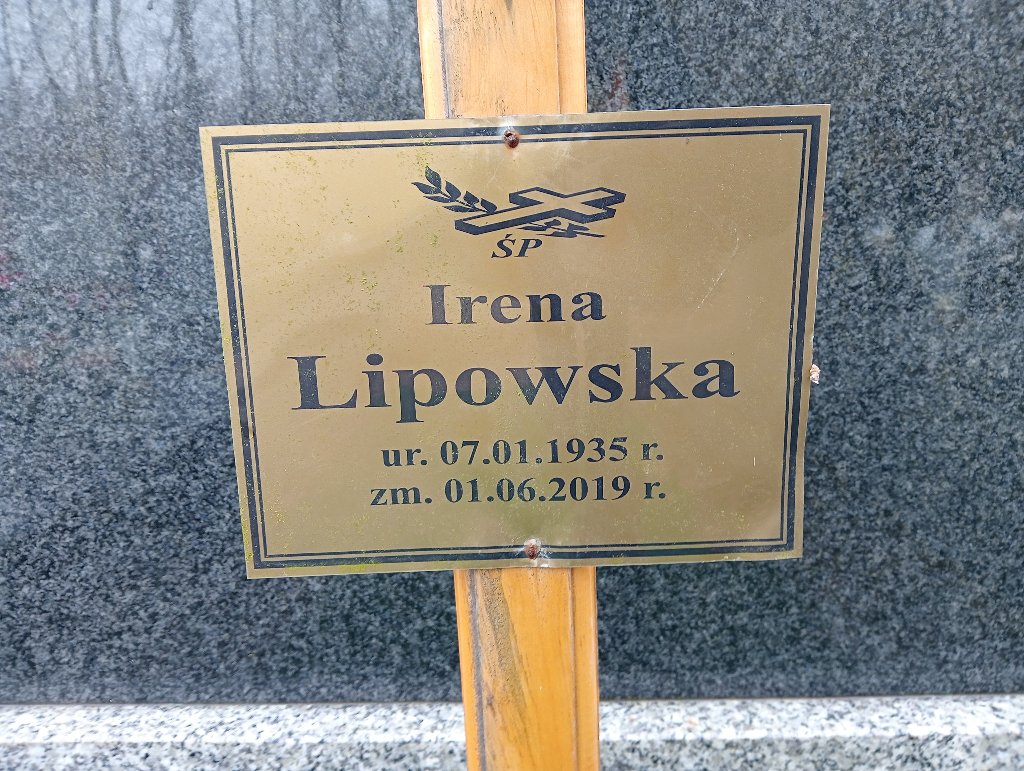 ŚP
Irena
Lipowska
ur. 07.01.1935 r.
zm. 01.06.2019 r.